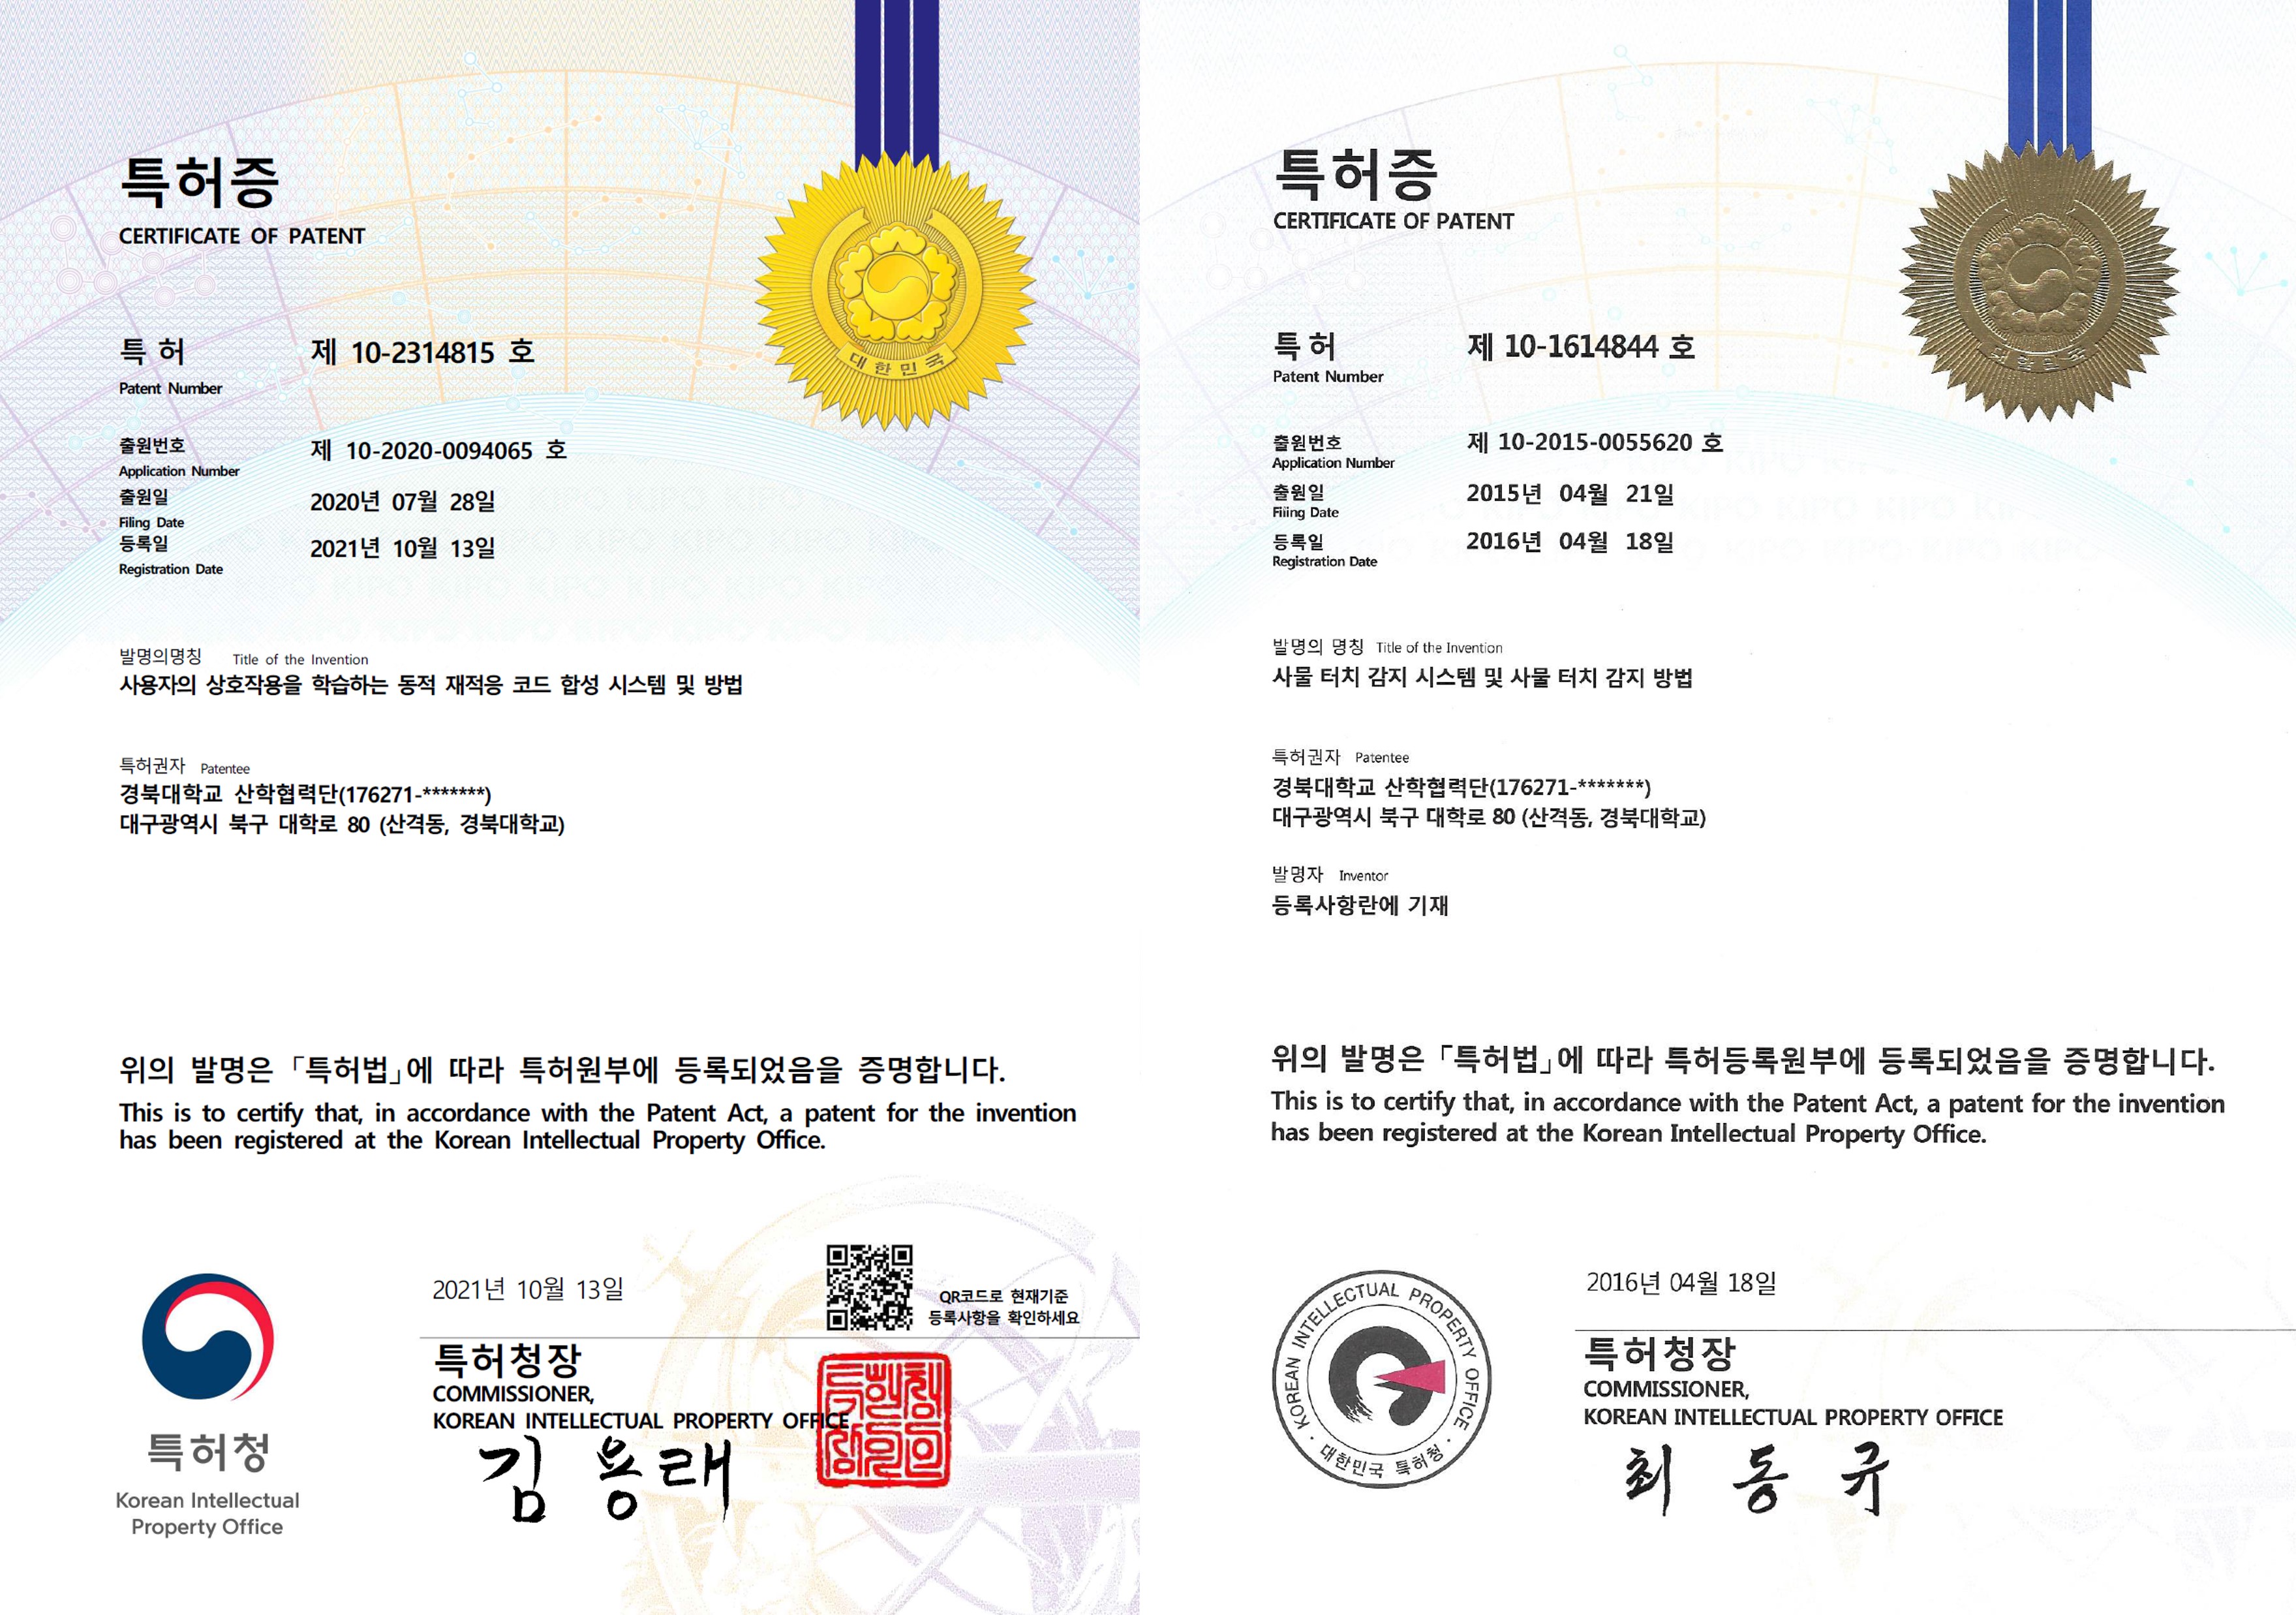 특허증
CERTIFICATE OF PATENT
대한민국
특 허
Patent Number
제 10-2314815 호
출원번호
Application Number
제 10-2020-0094065 호
출원일
Filing Date
2020년 07월 28일
등록일
Registration Date
2021년 10월 13일
발명의명칭 Title of the Invention
사용자의 상호작용을 학습하는 동적 재적응 코드 합성 시스템 및 방법
특허권자 Patentee
경북대학교 산학협력단(176271-*******)
대구광역시 북구 대학로 80 (산격동, 경북대학교)
위의 발명은 「특허법」에 따라 특허원부에 등록되었음을 증명합니다.
This is to certify that, in accordance with the Patent Act, a patent for the invention
has been registered at the Korean Intellectual Property Office.
2021년 10월 13일
QR코드로 현재기준
등록사항을 확인하세요
특허청장
COMMISSIONER,
KOREAN INTELLECTUAL PROPERTY OFFICE
김 용 래
특허청
Korean Intellectual
Property Office
특허증
CERTIFICATE OF PATENT
대한민국
특 허
Patent Number
제 10-1614844 호
출원번호
Application Number
제 10-2015-0055620 호
출원일
Filing Date
2015년 04월 21일
등록일
Registration Date
2016년 04월 18일
발명의 명칭 Title of the Invention
사물 터치 감지 시스템 및 사물 터치 감지 방법
특허권자 Patentee
경북대학교 산학협력단(176271-*******)
대구광역시 북구 대학로 80 (산격동, 경북대학교)
발명자 Inventor
등록사항란에 기재
위의 발명은 「특허법」에 따라 특허등록원부에 등록되었음을 증명합니다.
This is to certify that, in accordance with the Patent Act, a patent for the invention
has been registered at the Korean Intellectual Property Office.
2016년 04월 18일
특허청장
COMMISSIONER,
KOREAN INTELLECTUAL PROPERTY OFFICE
최 동 규
KOREAN INTELLECTUAL PROPERTY OFFICE
대한민국 특허청